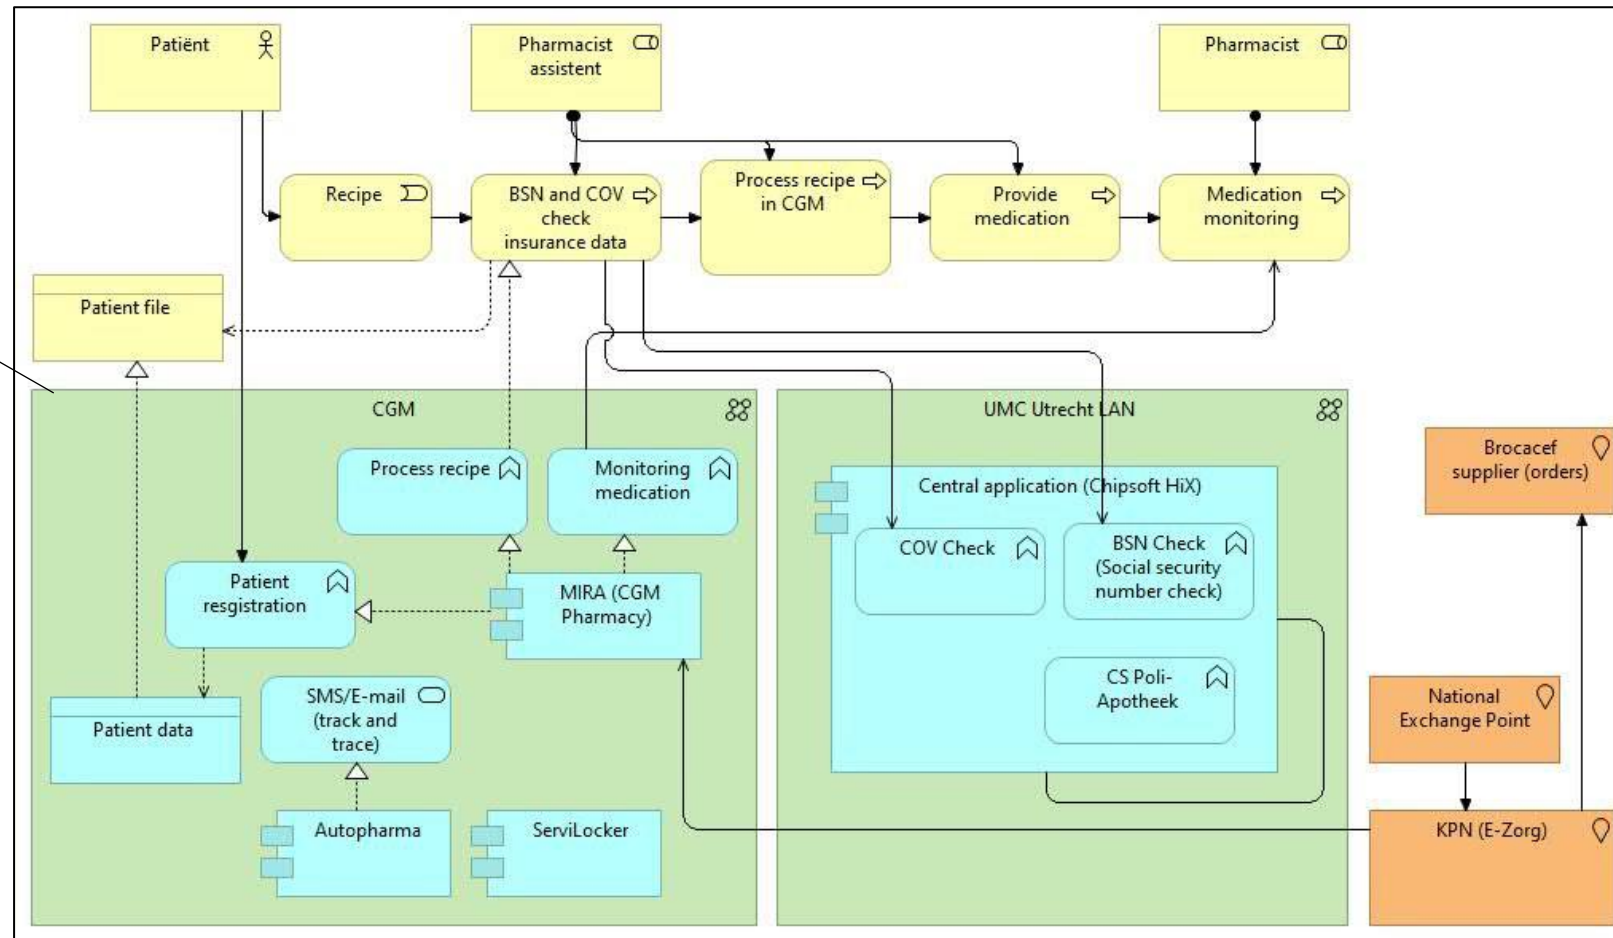 Patiënt
Pharmacist
assistent
Pharmacist
Recipe
BSN and COV
check
insurance data
Process recipe
in CGM
Provide
medication
Medication
monitoring
Patient file
CGM
UMC Utrecht LAN
Process recipe
Monitoring
medication
Central application (Chipsoft HiX)
Brocacef
supplier (orders)
COV Check
BSN Check
(Social security
number check)
Patient
resgistration
MIRA (CGM
Pharmacy)
CS Poli-
Apotheek
SMS/E-mail
(track and
trace)
Patient data
National
Exchange Point
Autopharma
ServiLocker
KPN (E-Zorg)